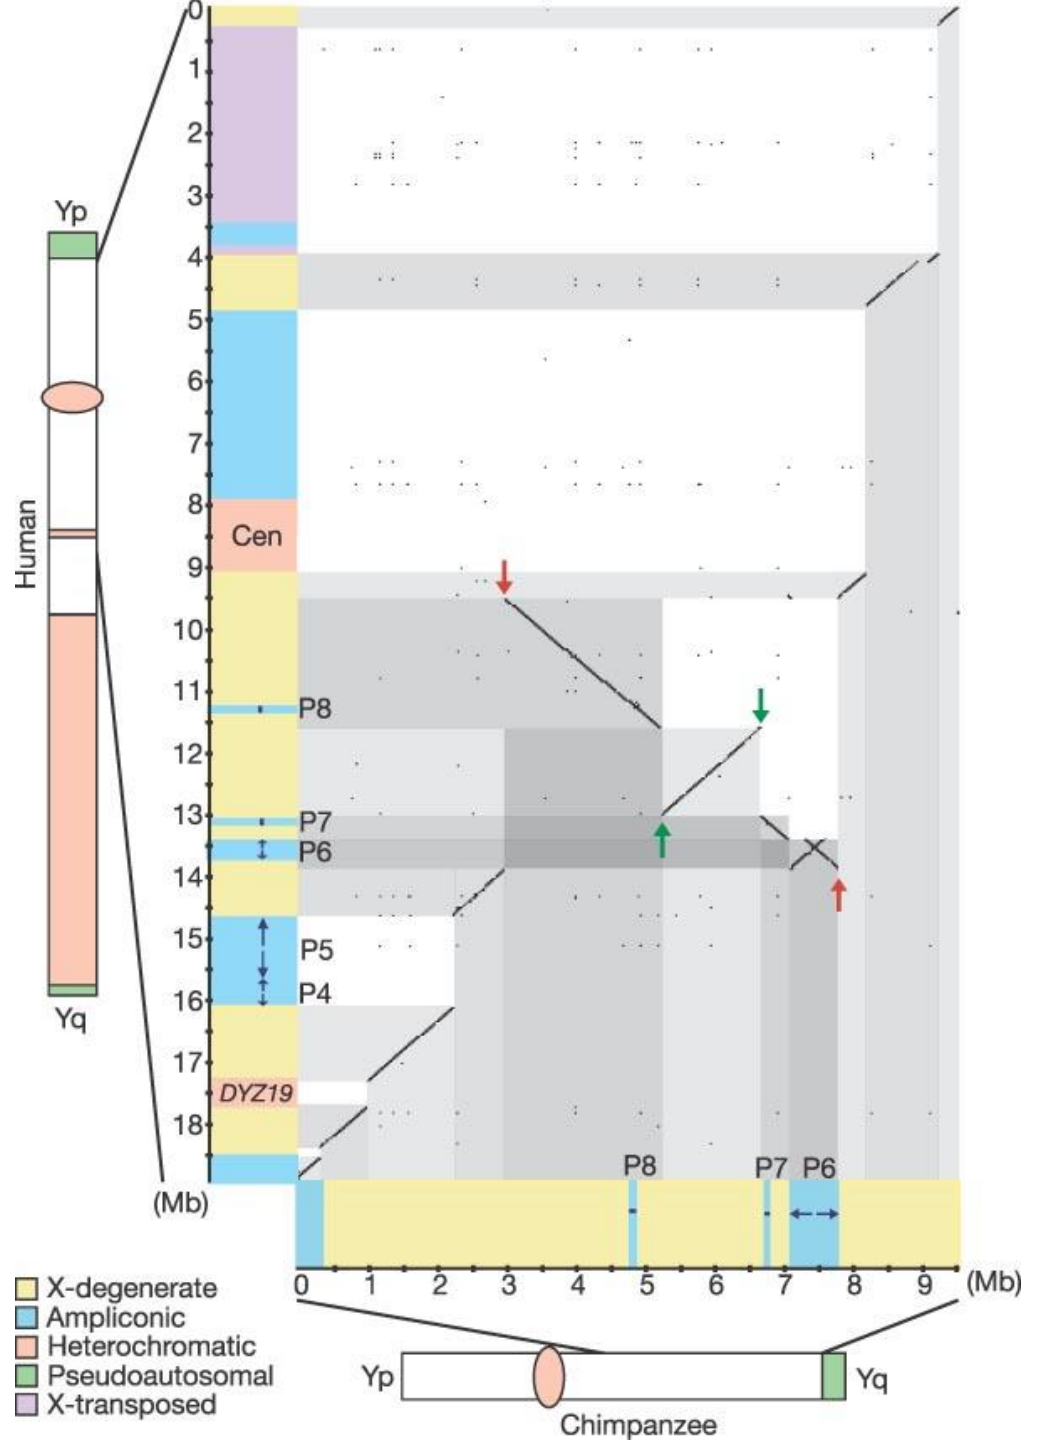 0
1
2
3
Yp
4
5
6
7
8
Human
Cen
9
10
11
P8
12
13
P7
P6
14
15
P5
P4
16
Yq
17
DYZ19
18
P8 P7 P6
(Mb)
0 1 2 3 4 5 6 7 8 9 (Mb)
X-degenerate
Ampliconic
Heterochromatic
Pseudoautosomal
X-transposed
Yp Yq
Chimpanzee